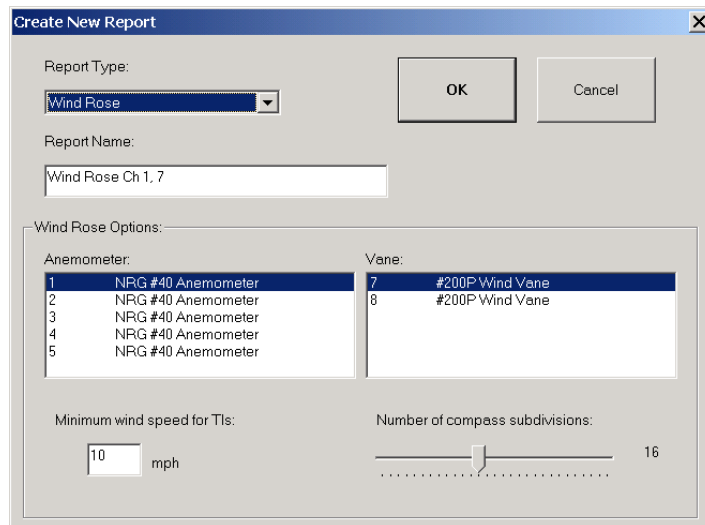 Create New Report
Report Type:
Wind Rose
OK
Cancel
Report Name:
Wind Rose Ch 1, 7
Wind Rose Options:
Anemometer:
1 NRG #40 Anemometer
2 NRG #40 Anemometer
3 NRG #40 Anemometer
4 NRG #40 Anemometer
5 NRG #40 Anemometer
Vane:
7 #200P Wind Vane
8 #200P Wind Vane
Minimum wind speed for TIs:
10 mph
Number of compass subdivisions:
16